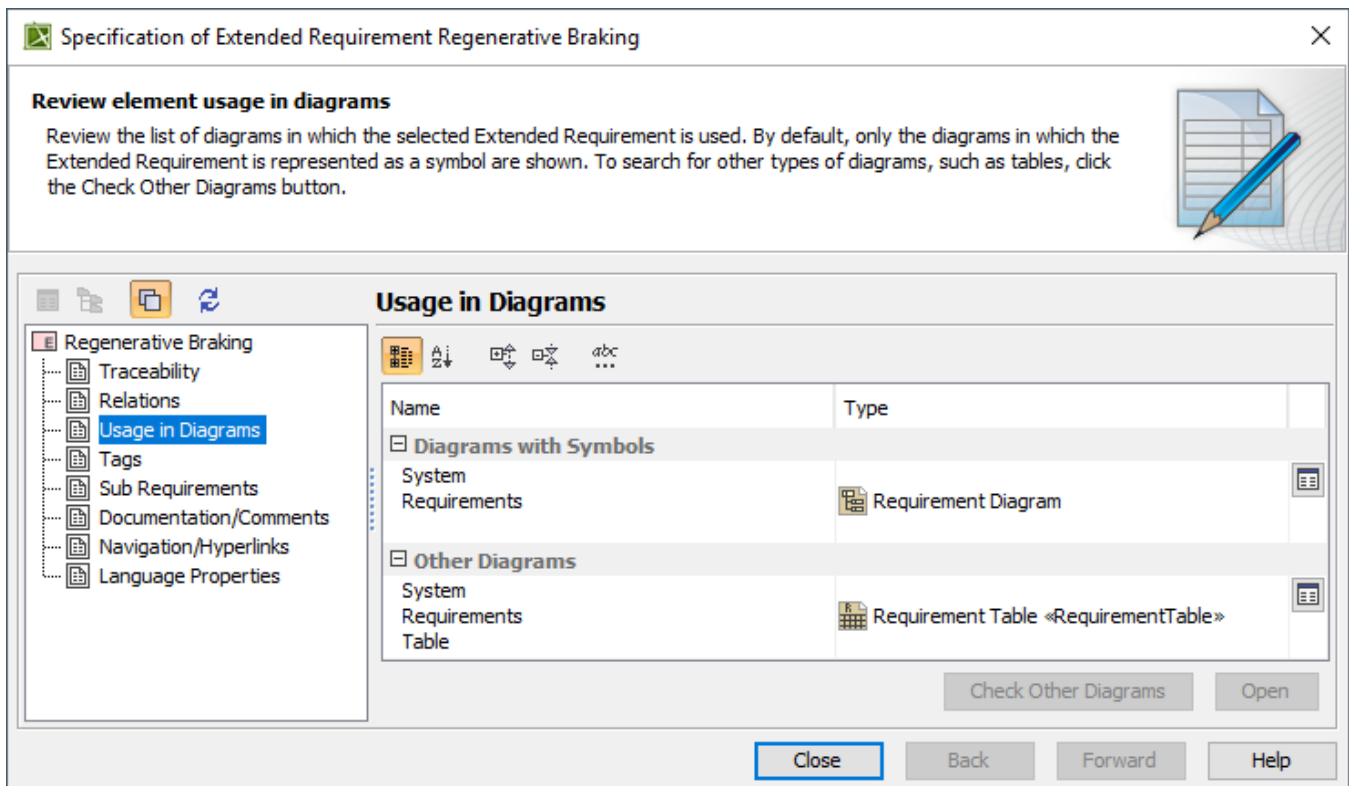 Specification of Extended Requirement Regenerative Braking
Review element usage in diagrams
Review the list of diagrams in which the selected Extended Requirement is used. By default, only the diagrams in which the
Extended Requirement is represented as a symbol are shown. To search for other types of diagrams, such as tables, click
the Check Other Diagrams button.
E Regenerative Braking
Traceability
Relations
Usage in Diagrams
Tags
Sub Requirements
Documentation/Comments
Navigation/Hyperlinks
Language Properties
Usage in Diagrams
A
Z
abc
Name Type
Diagrams with Symbols
System
Requirements
Requirement Diagram
Other Diagrams
System
Requirements
Table
R
Requirement Table «RequirementTable»
Check Other Diagrams Open
Close Back Forward Help